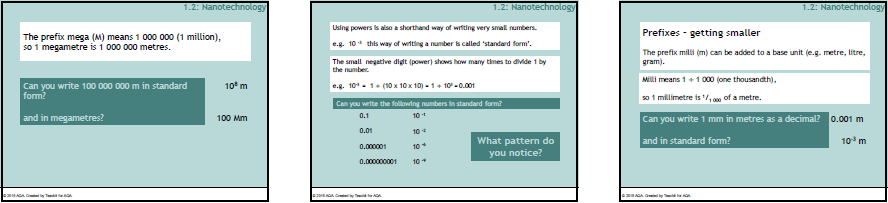 1.2: Nanotechnology
The prefix mega (M) means 1 000 000 (1 million),
so 1 megametre is 1 000 000 metres.
Can you write 100 000 000 m in standard
form?
10⁸ m
and in megametres?
100 Mm
© 2015 AQA. Created by Teachit for AQA.
1.2: Nanotechnology
Using powers is also a shorthand way of writing very small numbers.
e.g. 10⁻³ this way of writing a number is called 'standard form'.
The small negative digit (power) shows how many times to divide 1 by
the number.
e.g. 10⁻³ = 1 ÷ (10 x 10 x 10) = 1 ÷ 10³ =0.001
Can you write the following numbers in standard form?
0.1 10⁻¹
0.01 10⁻²
0.000001 10⁻⁶
0.000000001 10⁻⁹
What pattern do
you notice?
© 2015 AQA. Created by Teachit for AQA.
1.2: Nanotechnology
Prefixes - getting smaller
The prefix milli (m) can be added to a base unit (e.g. metre, litre,
gram).
Milli means 1 ÷ 1 000 (one thousandth),
so 1 millimetre is ¹/₁ ₀₀₀ of a metre.
Can you write 1 mm in metres as a decimal?
0.001 m
and in standard form?
10⁻³ m
© 2015 AQA. Created by Teachit for AQA.